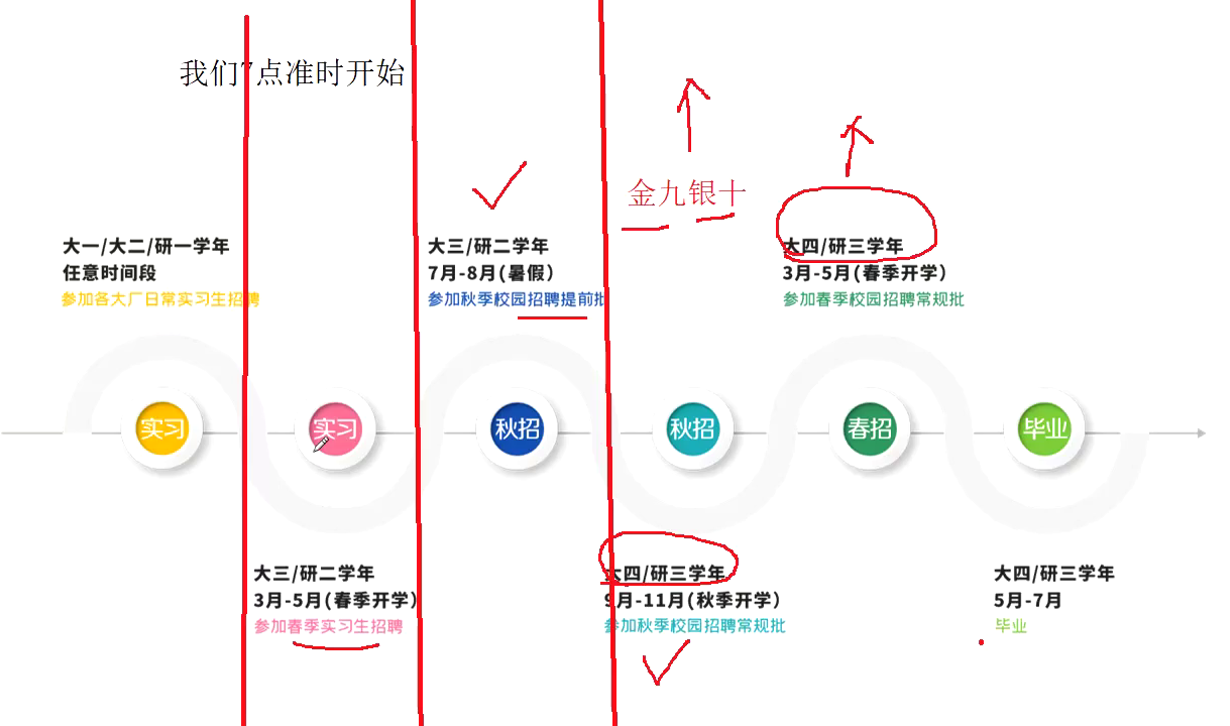 我们7点准时开始
金九银十
大一/大二/研一学年
任意时间段
参加各大厂日常实习生招聘
大三/研二学年
7月-8月(暑假)
参加秋季校园招聘提前批
大四/研三学年
3月-5月(春季开学)
参加春季校园招聘常规批
实习
实习
秋招
秋招
春招
毕业
大三/研二学年
3月-5月(春季开学)
参加春季实习生招聘
大四/研三学年
9月-11月(秋季开学)
参加秋季校园招聘常规批
大四/研三学年
5月-7月
毕业